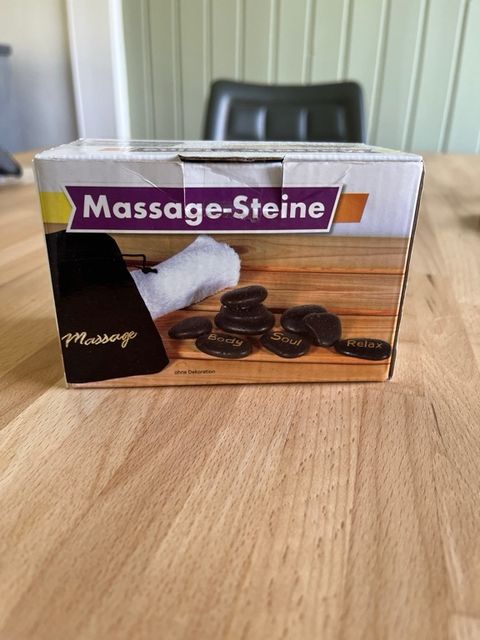 Massage-Steine
Massage
Body
Soul
Relax
ohne Dekoration